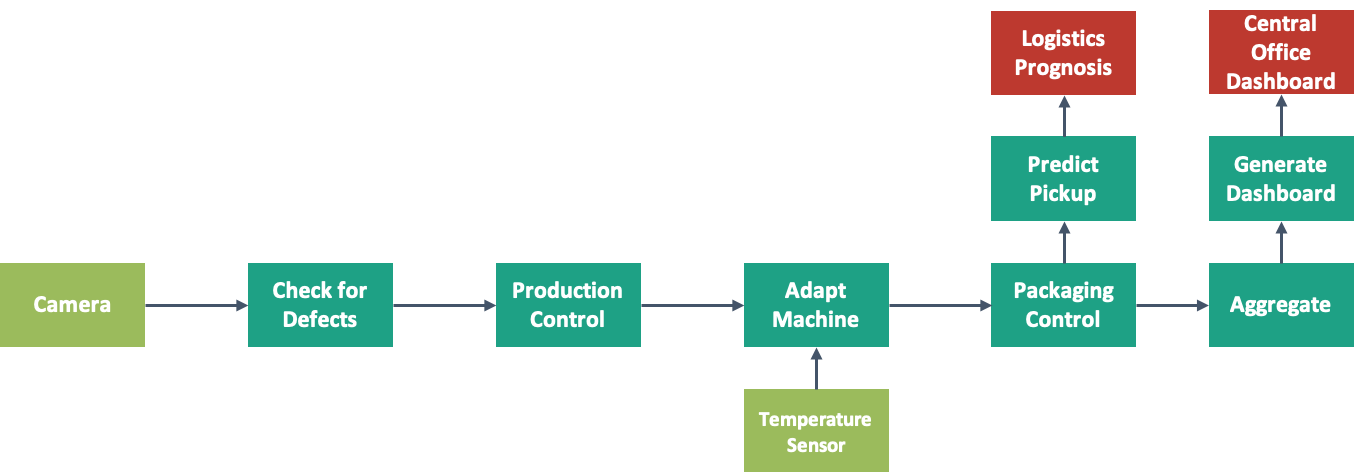 Logistics
Prognosis
Central
Office
Dashboard
Predict
Pickup
Generate
Dashboard
Camera
Check for
Defects
Production
Control
Adapt
Machine
Packaging
Control
Aggregate
Temperature
Sensor